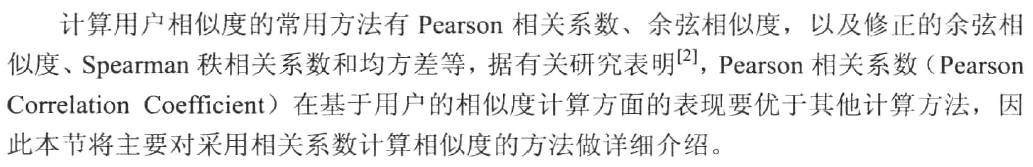 计算用户相似度的常用方法有 Pearson 相关系数、余弦相似度，以及修正的余弦相
似度、Spearman 秩相关系数和均方差等，据有关研究表明[2]，Pearson 相关系数（Pearson
Correlation Coefficient）在基于用户的相似度计算方面的表现要优于其他计算方法，因
此本节将主要对采用相关系数计算相似度的方法做详细介绍。